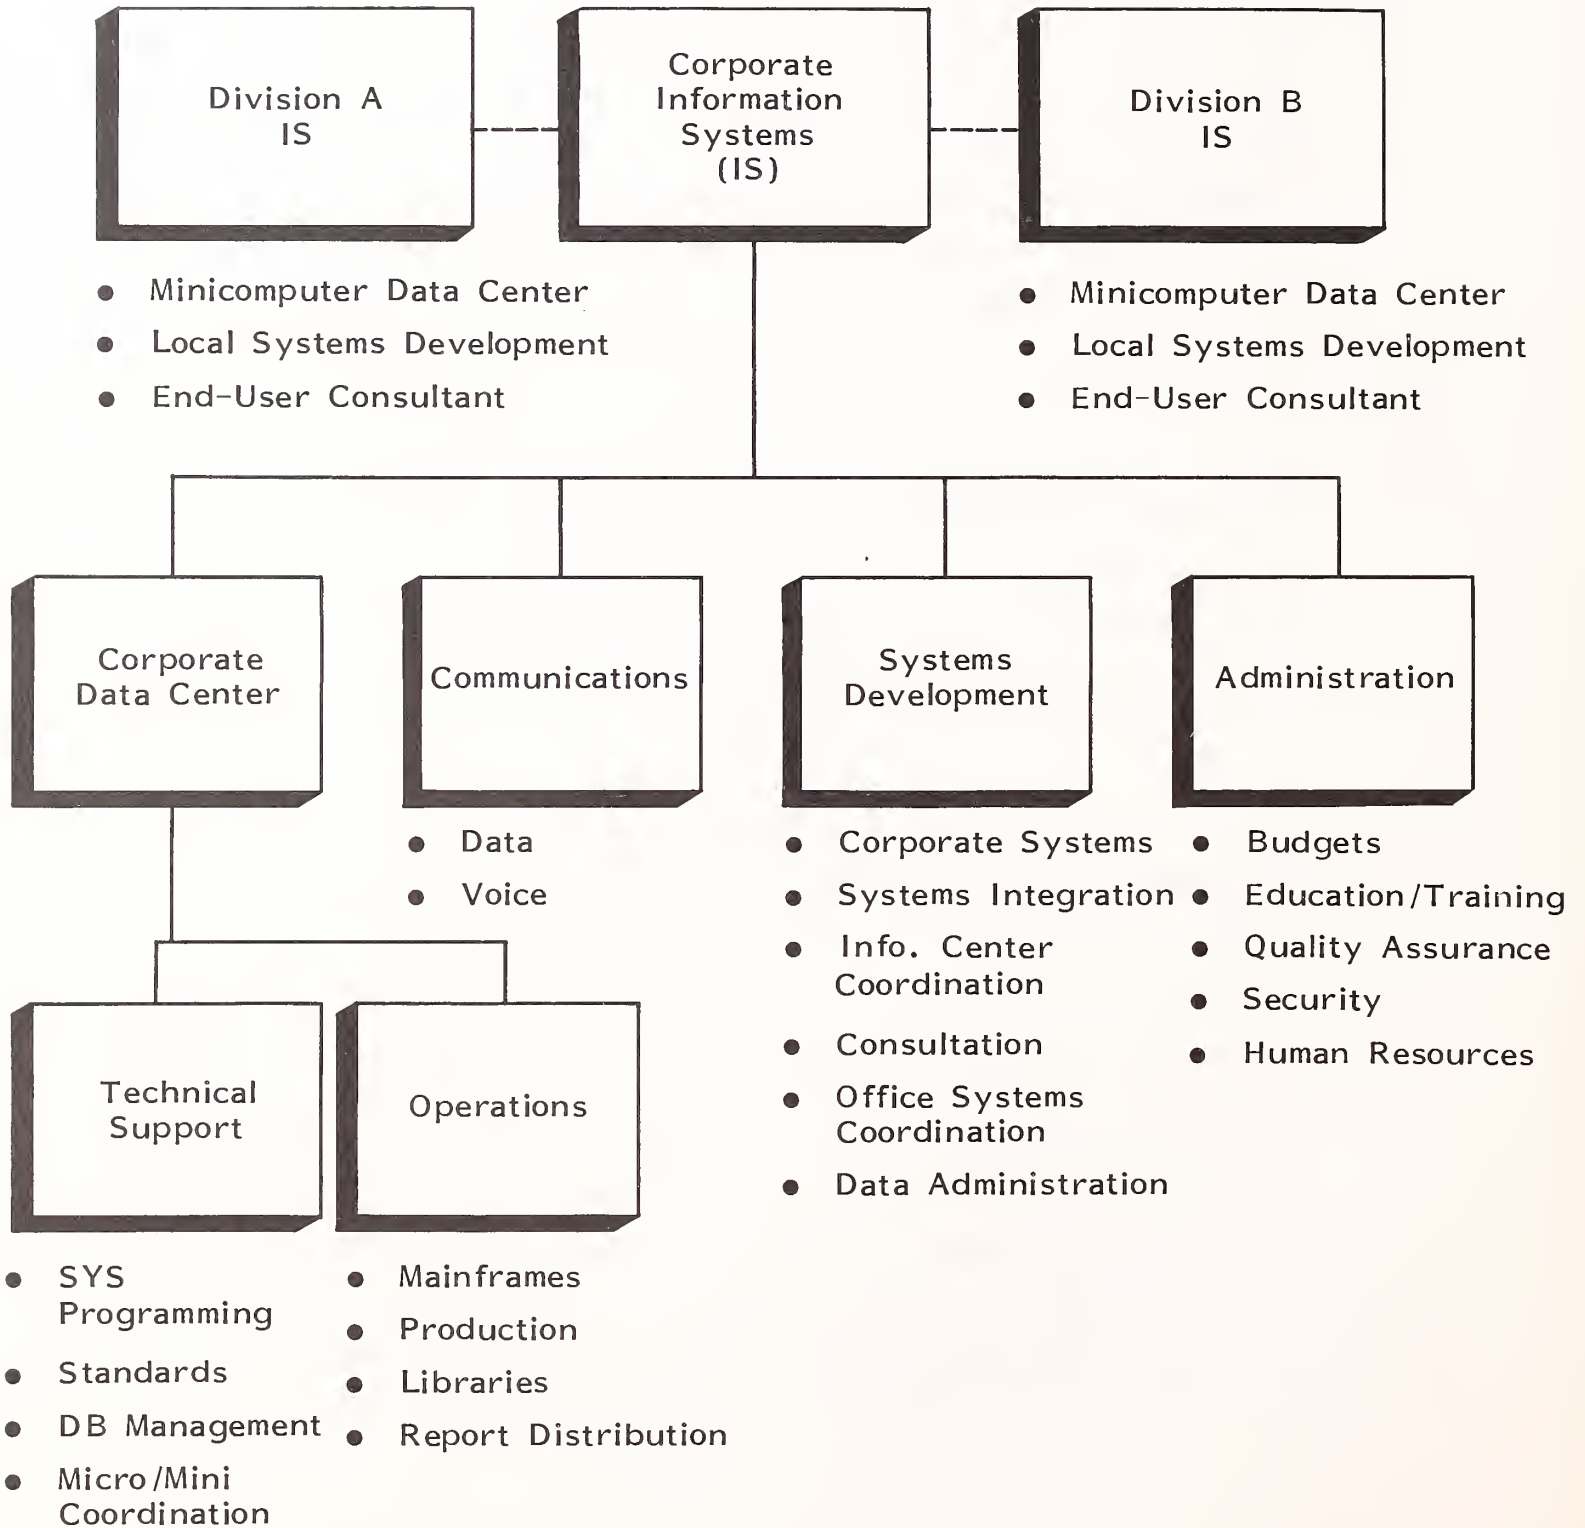 Division A
IS
Corporate
Information
Systems
(IS)
Division B
IS
● Minicomputer Data Center
● Local Systems Development
● End-User Consultant
● Minicomputer Data Center
● Local Systems Development
● End-User Consultant
Corporate
Data Center
Communications
Systems
Development
Administration
● Data
● Voice
● Corporate Systems
● Systems Integration
● Info. Center
Coordination
● Consultation
● Office Systems
Coordination
● Data Administration
● Budgets
● Education/Training
● Quality Assurance
● Security
● Human Resources
Technical
Support
Operations
● SYS
Programming
● Standards
● DB Management
● Micro/Mini
Coordination
● Mainframes
● Production
● Libraries
● Report Distribution